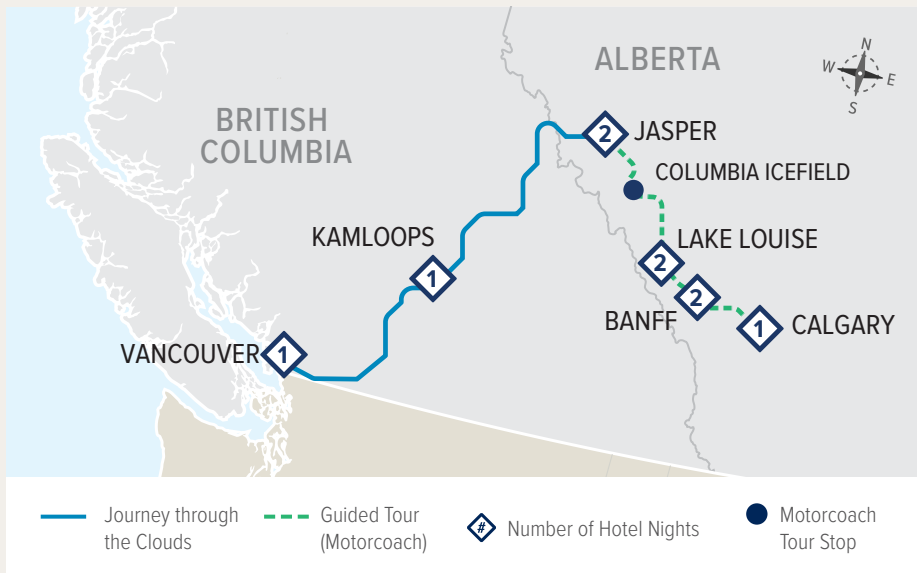 ALBERTA
N
W
E
S
BRITISH
COLUMBIA
2
JASPER
COLUMBIA ICEFIELD
KAMLOOPS
1
LAKE LOUISE
2
2
BANFF
VANCOUVER
1
1
CALGARY
Journey through
the Clouds
Guided Tour
(Motorcoach)
#
Number of Hotel Nights
Motorcoach
Tour Stop